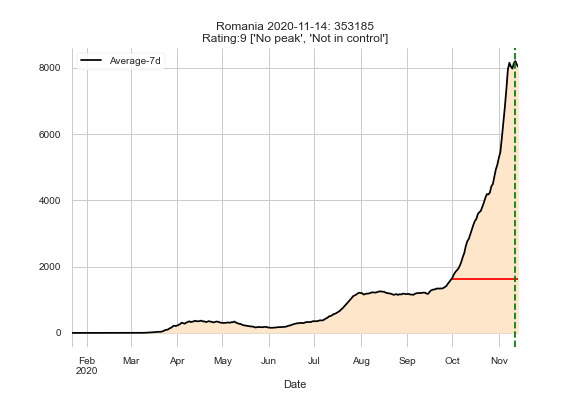 Romania 2020-11-14: 353185
Rating:9 ['No peak', 'Not in control']
Average-7d
8000
6000
4000
2000
0
Feb Mar Apr May Jun Jul Aug Sep Oct Nov
2020
Date